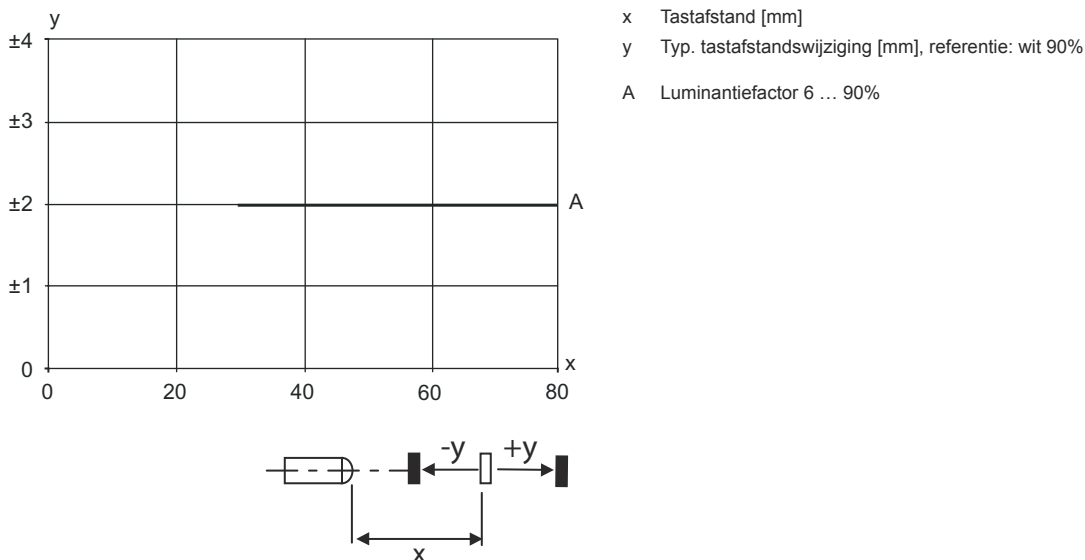 y
±4
±3
±2
±1
0
A
x
0 20 40 60 80
x Tastafstand [mm]
y Typ. tastafstandswijziging [mm], referentie: wit 90%
A Luminantiefactor 6 … 90%
-y +y
x